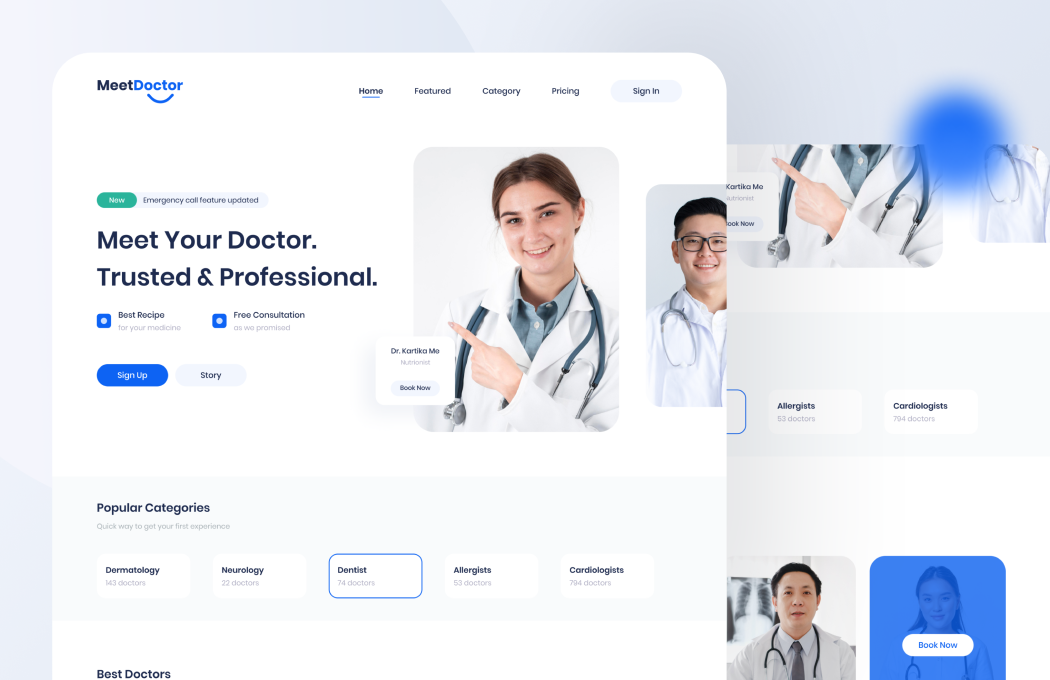 MeetDoctor
Home Featured Category Pricing Sign In
New Emergency call feature updated
Meet Your Doctor.
Trusted & Professional.
Best Recipe
for your medicine
Free Consultation
as we promised
Sign Up Story
Dr. Kartika Me
Nutrionist
Book Now
Popular Categories
Quick way to get your first experience
Dermatology
143 doctors
Neurology
22 doctors
Dentist
74 doctors
Allergists
53 doctors
Cardiologists
794 doctors
Best Doctors
Kartika Me
Nutrionist
Book Now
Allergists
53 doctors
Cardiologists
794 doctors
Book Now